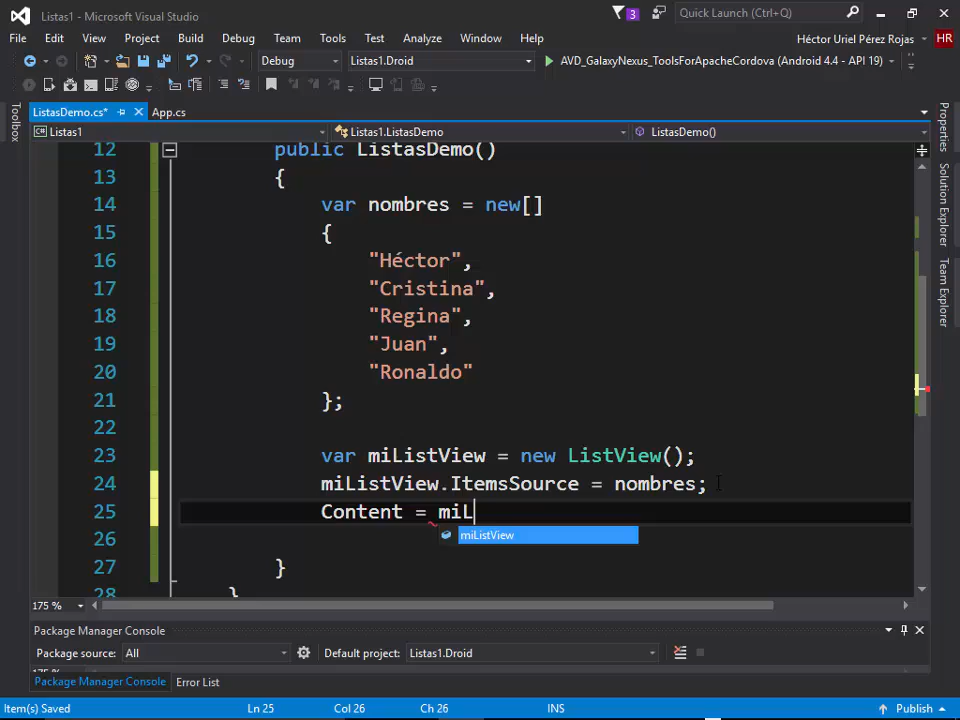 Listas1 - Microsoft Visual Studio
3
Quick Launch (Ctrl+Q)
File Edit View Project Build Debug Team Tools Test Analyze Window Help
Héctor Uriel Pérez Rojas HR
Debug Listas1.Droid AVD_GalaxyNexus_ToolsForApacheCordova (Android 4.4 - API 19)
ListasDemo.cs* App.cs
Toolbox
Properties
Solution Explorer
Team Explorer
Listas1 Listas1.ListasDemo ListasDemo()
12 public ListasDemo()
13 {
14 var nombres = new[]
15 {
16 "Héctor",
17 "Cristina",
18 "Regina",
19 "Juan",
20 "Ronaldo"
21 };
22
23 var miListView = new ListView();
24 miListView.ItemsSource = nombres;
25 Content = miL
miListView
26
27 }
28 }
175 %
Package Manager Console
Package source: All Default project: Listas1.Droid
175 %
Package Manager Console Error List
Item(s) Saved Ln 25 Col 26 Ch 26 INS Publish